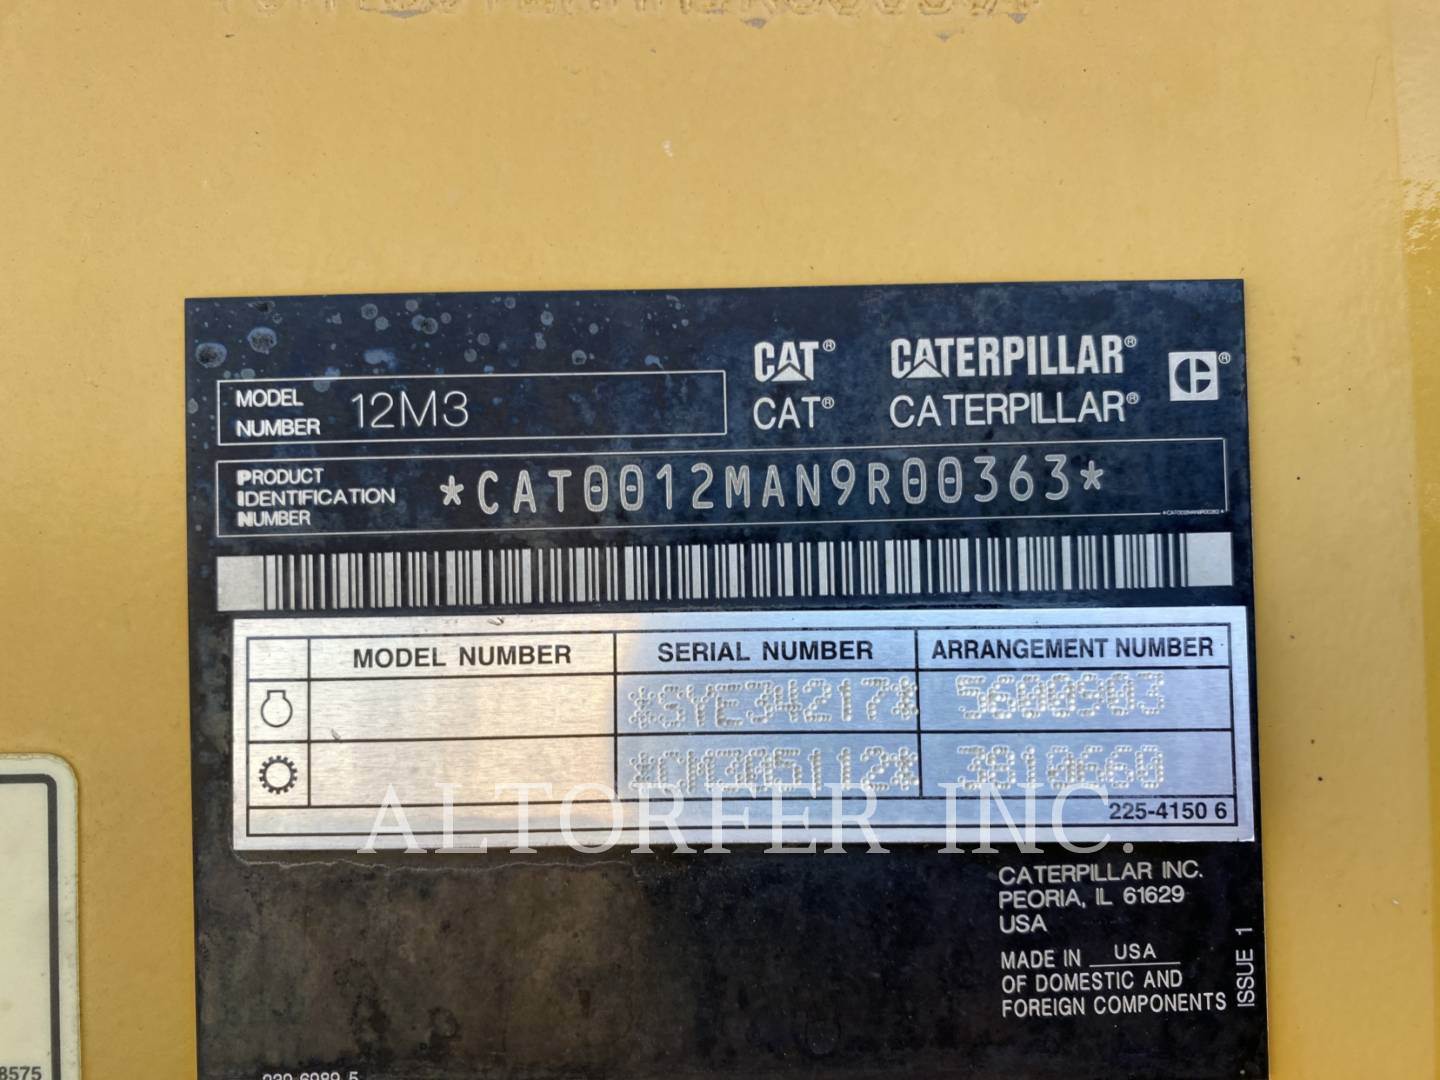 MODEL NUMBER 12M3
CAT® CATERPILLAR®
CAT® CATERPILLAR®
PRODUCT IDENTIFICATION NUMBER *CAT0012MAN9R00363*
MODEL NUMBER SERIAL NUMBER ARRANGEMENT NUMBER
*SYE34217* 5600903
3810660
225-4150 6
ALTORFER INC.
CATERPILLAR INC.
PEORIA, IL 61629
USA
MADE IN USA
OF DOMESTIC AND
FOREIGN COMPONENTS
ISSUE 1
8575